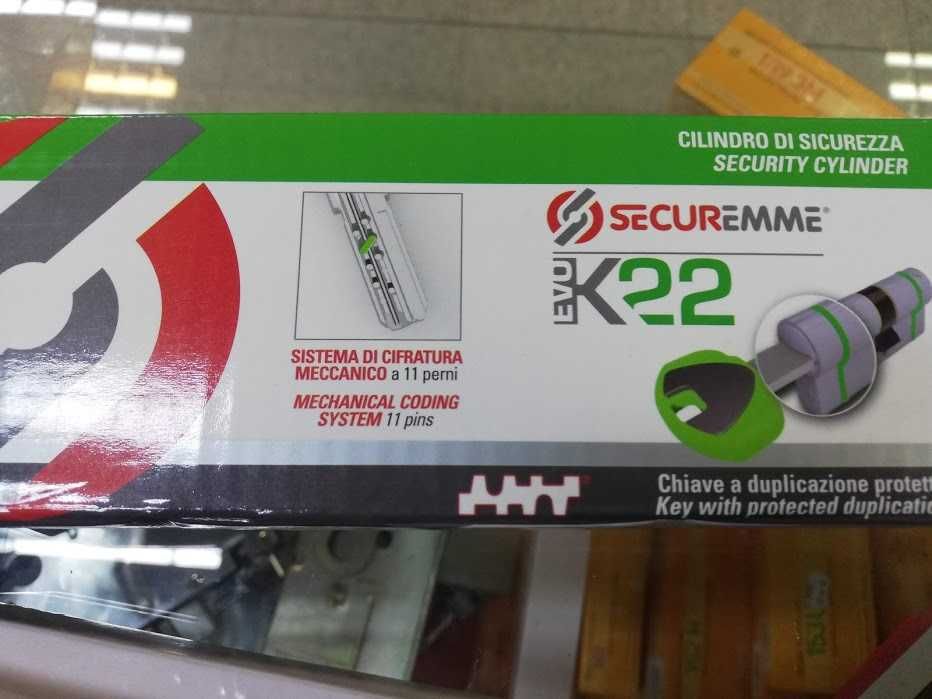 CILINDRO DI SICUREZZA
SECURITY CYLINDER
SECUREMME®
EVO K22
SISTEMA DI CIFRATURA
MECCANICO a 11 perni
MECHANICAL CODING
SYSTEM 11 pins
Chiave a duplicazione protett
Key with protected duplicatio